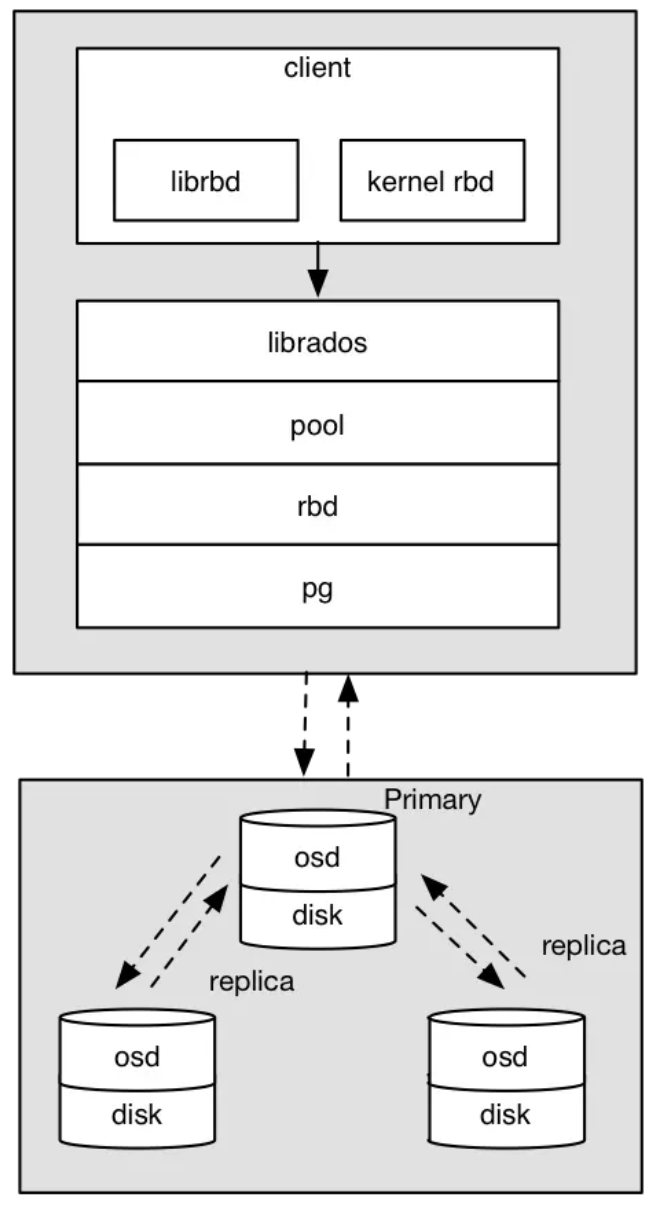 client
librbd
kernel rbd
librados
pool
rbd
pg
Primary
osd
disk
replica
replica
osd
disk
osd
disk